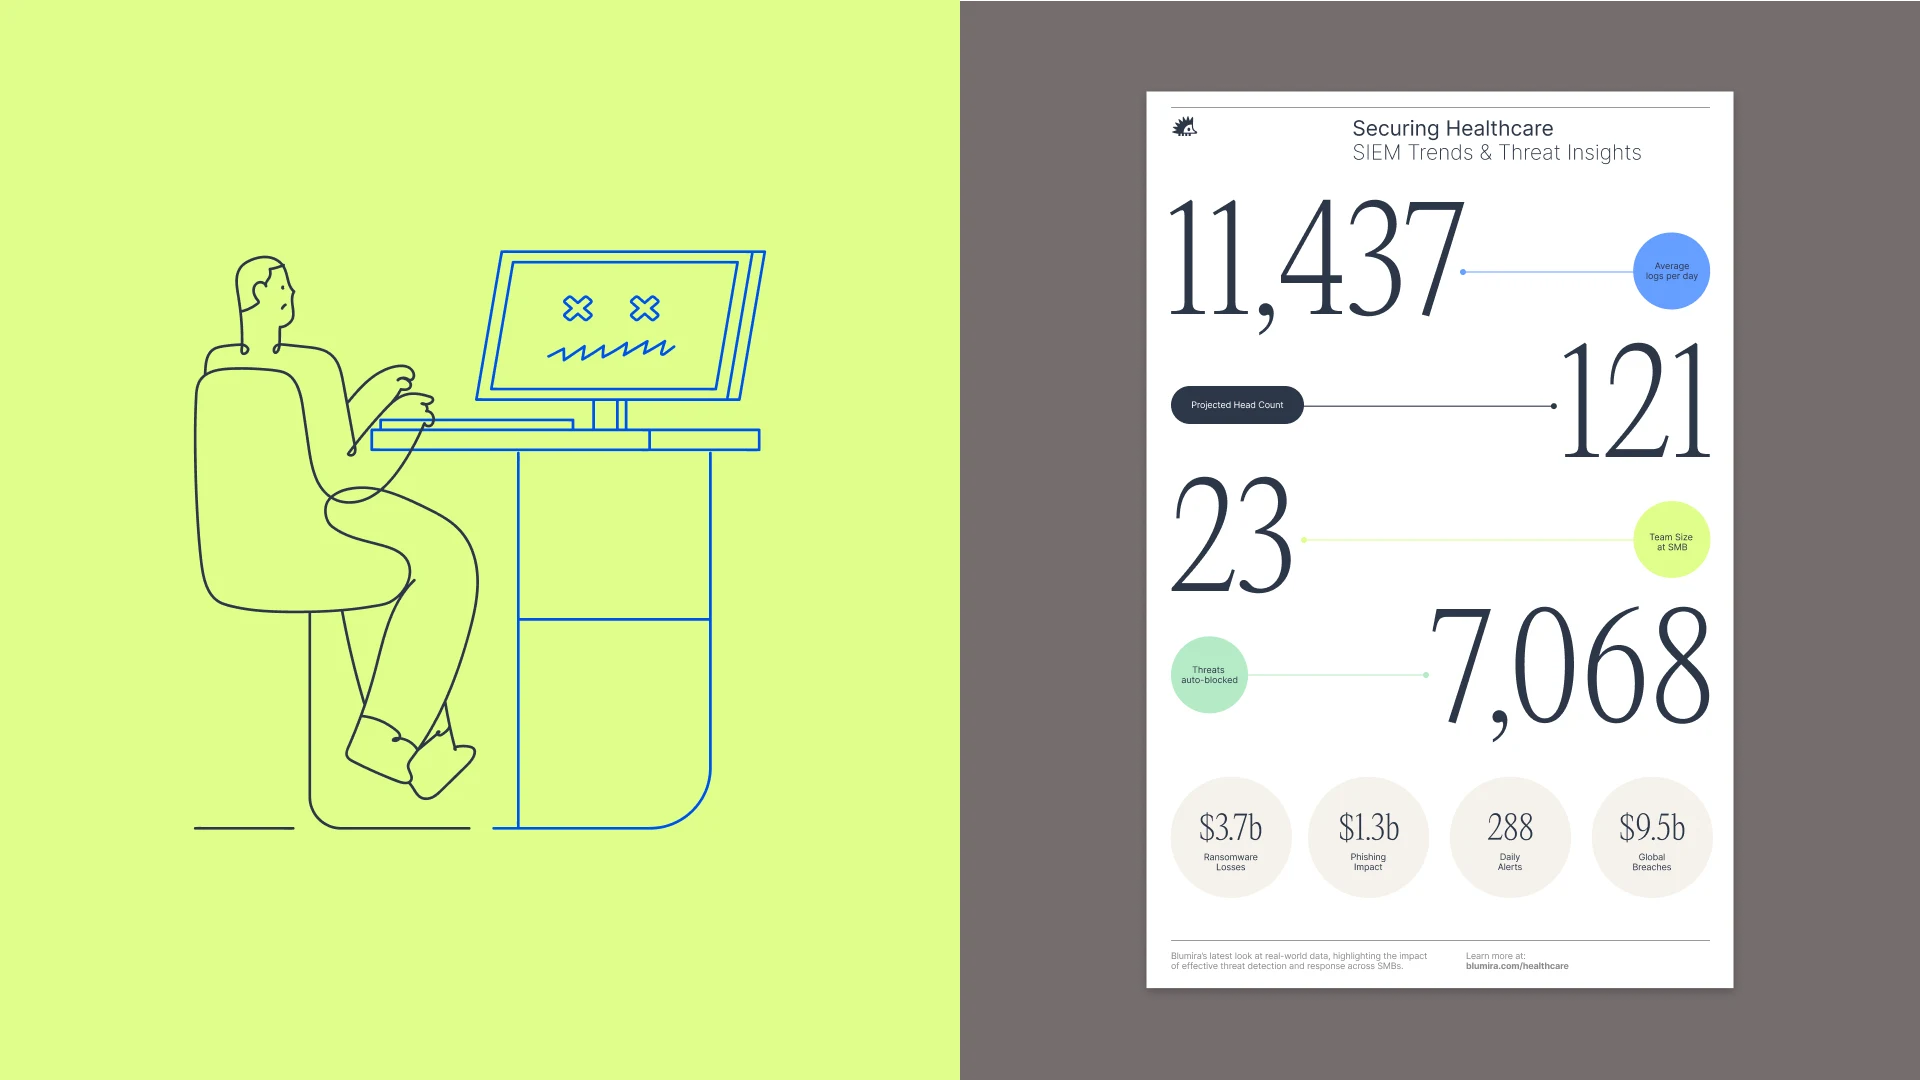 Securing Healthcare
SIEM Trends & Threat Insights
11,437
Average
logs per day
Projected Head Count
121
23
Team Size
at SMB
Threats
auto-blocked
7,068
$3.7b
Ransomware
Losses
$1.3b
Phishing
Impact
288
Daily
Alerts
$9.5b
Global
Breaches
Blumira's latest look at real-world data, highlighting the impact
of effective threat detection and response across SMBs.
Learn more at:
blumira.com/healthcare